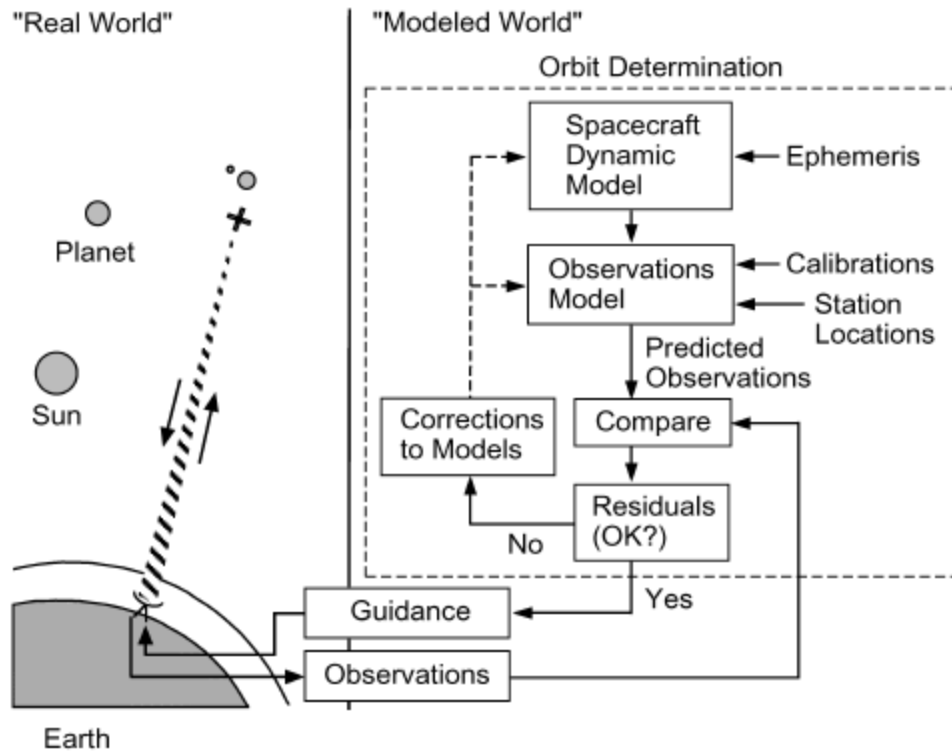 "Real World"
"Modeled World"
Orbit Determination
Spacecraft
Dynamic
Model
Ephemeris
Planet
Observations
Model
Calibrations
Station
Locations
Predicted
Observations
Sun
Corrections
to Models
Compare
Residuals
(OK?)
No
Yes
Guidance
Observations
Earth